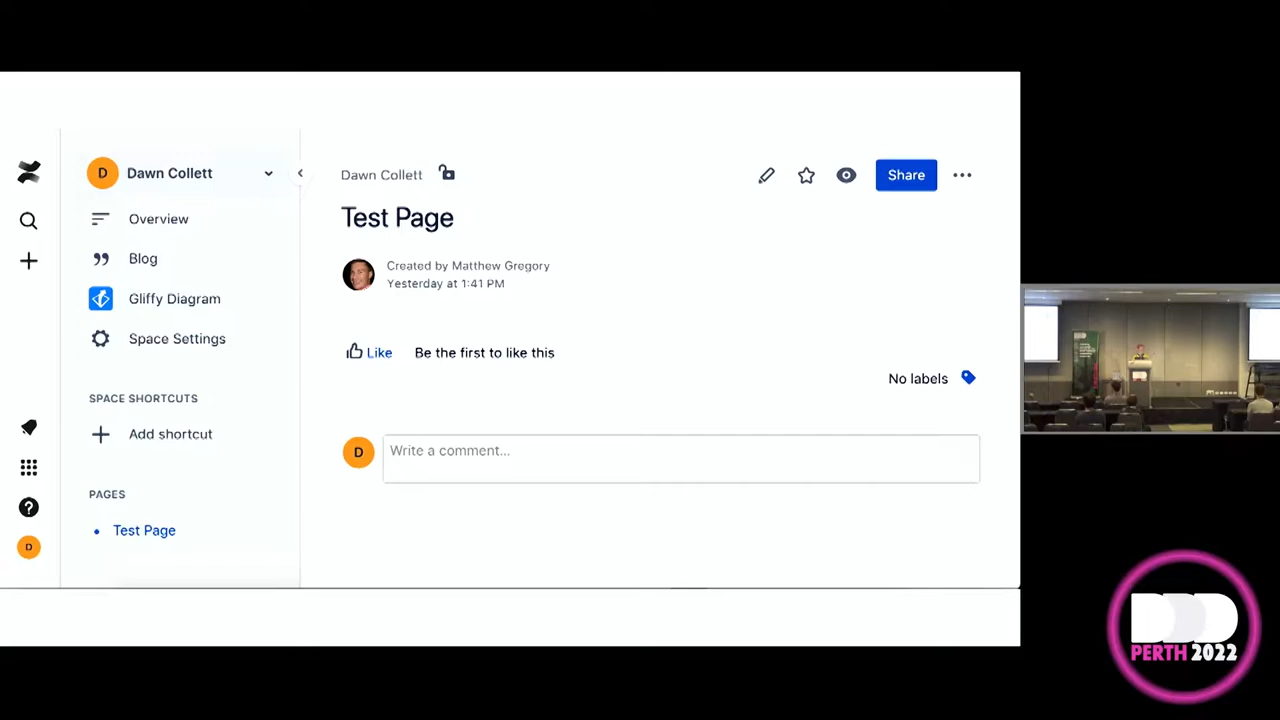 D
Dawn Collett
Overview
Blog
Gliffy Diagram
Space Settings
SPACE SHORTCUTS
Add shortcut
PAGES
Test Page
D
Dawn Collett
Share
Test Page
Created by Matthew Gregory
Yesterday at 1:41 PM
Like
Be the first to like this
No labels
D
Write a comment...
DDD
PERTH 2022